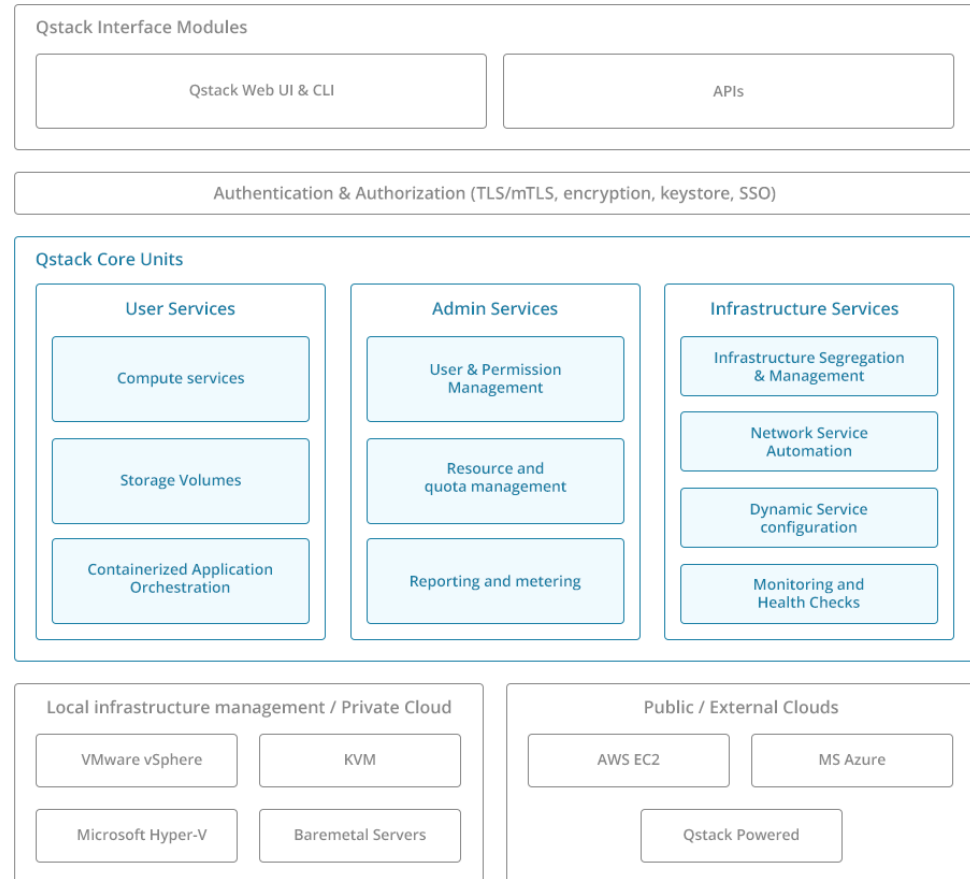 Qstack Interface Modules
Qstack Web UI & CLI
APIs
Authentication & Authorization (TLS/mTLS, encryption, keystore, SSO)
Qstack Core Units
User Services
Compute services
Storage Volumes
Containerized Application
Orchestration
Admin Services
User & Permission
Management
Resource and
quota management
Reporting and metering
Infrastructure Services
Infrastructure Segregation
& Management
Network Service
Automation
Dynamic Service
configuration
Monitoring and
Health Checks
Local infrastructure management / Private Cloud
VMware vSphere
KVM
Microsoft Hyper-V
Baremetal Servers
Public / External Clouds
AWS EC2
MS Azure
Qstack Powered